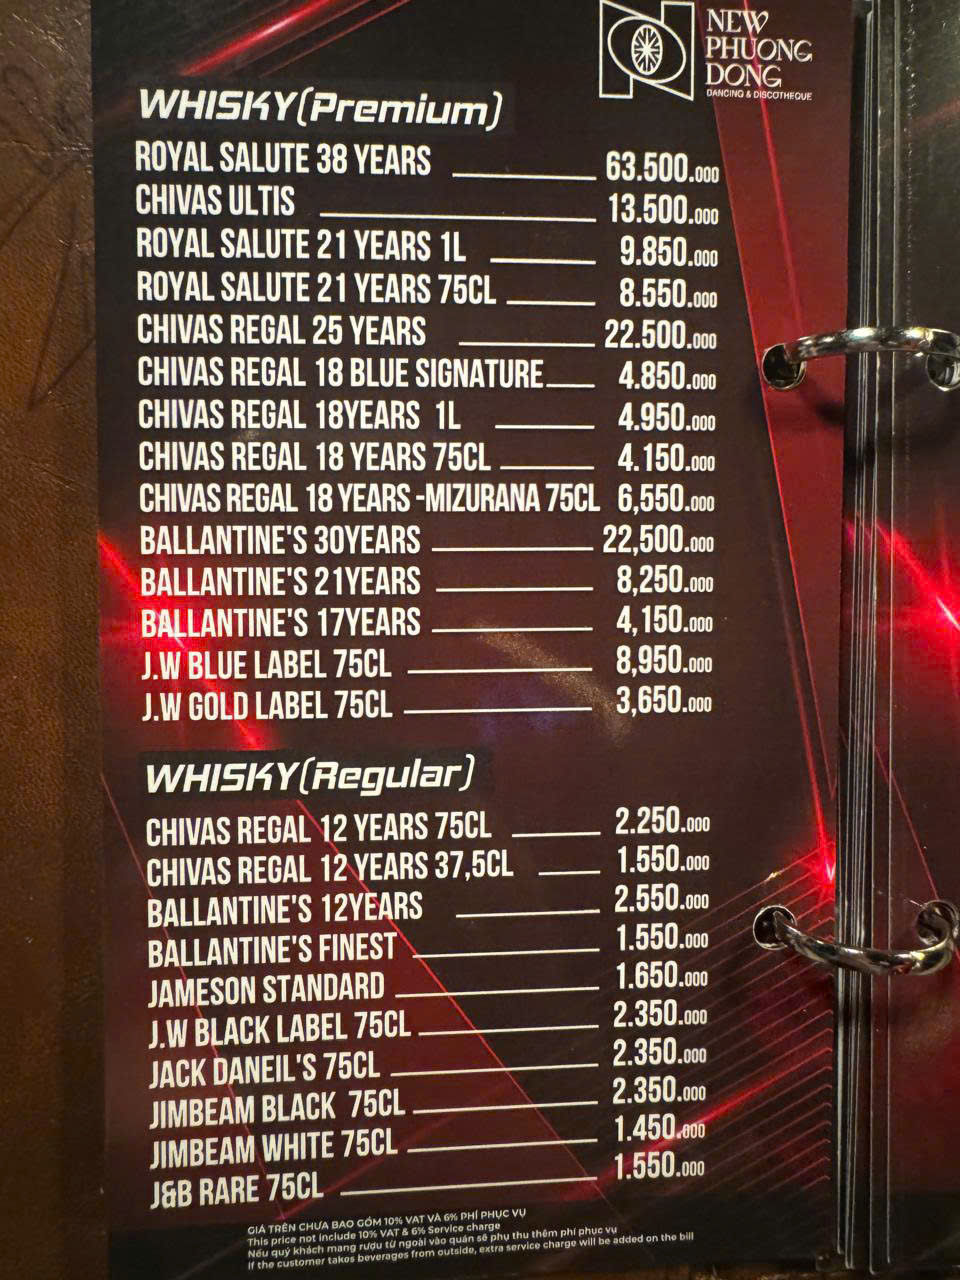 NEW
PHUONG
DONG
DANCING & DISCOTHEQUE
WHISKY(Premium)
ROYAL SALUTE 38 YEARS 63.500.000
CHIVAS ULTIS 13.500.000
ROYAL SALUTE 21 YEARS 1L 9.850.000
ROYAL SALUTE 21 YEARS 75CL 8.550.000
CHIVAS REGAL 25 YEARS 22.500.000
CHIVAS REGAL 18 BLUE SIGNATURE 4.850.000
CHIVAS REGAL 18YEARS 1L 4.950.000
CHIVAS REGAL 18 YEARS 75CL 4.150.000
CHIVAS REGAL 18 YEARS -MIZURANA 75CL 6,550.000
BALLANTINE'S 30YEARS 22,500.000
BALLANTINE'S 21YEARS 8,250.000
BALLANTINE'S 17YEARS 4,150.000
J.W BLUE LABEL 75CL 8,950.000
J.W GOLD LABEL 75CL 3,650.000
WHISKY(Regular)
CHIVAS REGAL 12 YEARS 75CL 2.250.000
CHIVAS REGAL 12 YEARS 37,5CL 1.550.000
BALLANTINE'S 12YEARS 2.550.000
BALLANTINE'S FINEST 1.550.000
JAMESON STANDARD 1.650.000
J.W BLACK LABEL 75CL 2.350.000
JACK DANEIL'S 75CL 2.350.000
JIMBEAM BLACK 75CL 2.350.000
JIMBEAM WHITE 75CL 1.450.000
J&B RARE 75CL 1.550.000
GIÁ TRÊN CHƯA BAO GỒM 10% VAT VÀ 6% PHÍ PHỤC VỤ
This price not include 10% VAT & 6% Service charge
Nếu quý khách mang rượu từ ngoài vào quán sẽ phụ thu thêm phí phục vụ
If the customer takes beverages from outside, extra service charge will be added on the bill